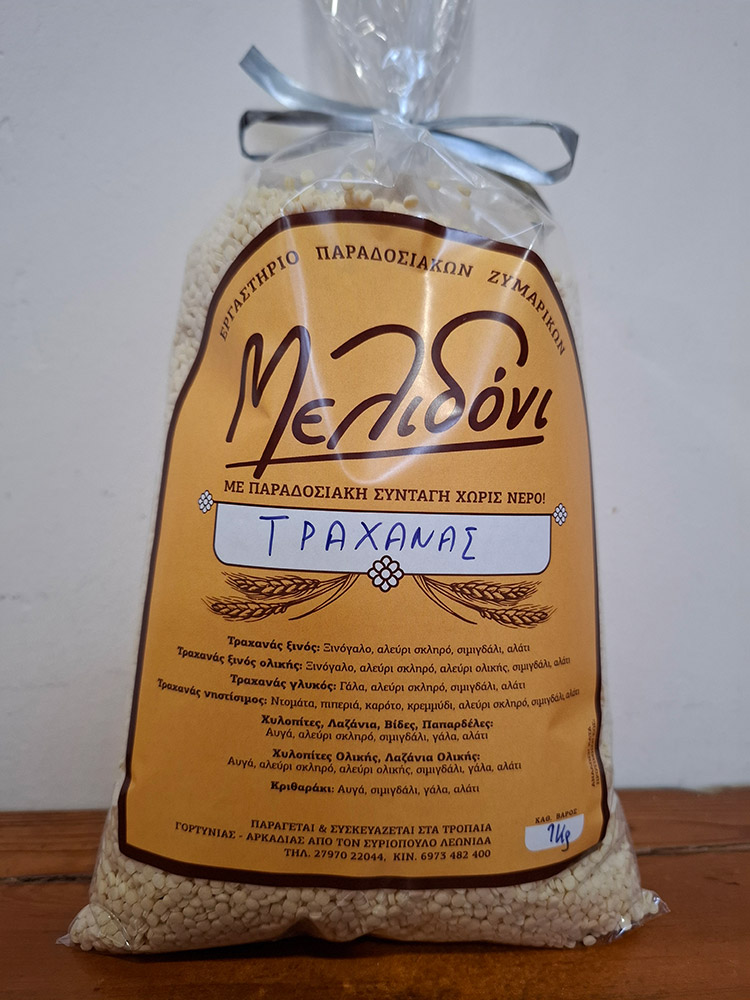 ΕΡΓΑΣΤΗΡΙΟ ΠΑΡΑΔΟΣΙΑΚΩΝ ΖΥΜΑΡΙΚΩΝ
Μελιδόνι
ΜΕ ΠΑΡΑΔΟΣΙΑΚΗ ΣΥΝΤΑΓΗ ΧΩΡΙΣ ΝΕΡΟ!
ΤΡΑΧΑΝΑΣ
Τραχανάς ξινός: Ξινόγαλο, αλεύρι σκληρό, σιμιγδάλι, αλάτι
Τραχανάς ξινός ολικής: Ξινόγαλο, αλεύρι σκληρό, αλεύρι ολικής, σιμιγδάλι, αλάτι
Τραχανάς γλυκός: Γάλα, αλεύρι σκληρό, σιμιγδάλι, αλάτι
Τραχανάς νηστίσιμος: Ντομάτα, πιπεριά, καρότο, κρεμμύδι, αλεύρι σκληρό, σιμιγδάλι, αλάτι
Χυλοπίτες, Λαζάνια, Βίδες, Παπαρδέλες:
Αυγά, αλεύρι σκληρό, σιμιγδάλι, γάλα, αλάτι
Χυλοπίτες Ολικής, Λαζάνια Ολικής:
Αυγά, αλεύρι σκληρό, αλεύρι ολικής, σιμιγδάλι, γάλα, αλάτι
Κριθαράκι: Αυγά, σιμιγδάλι, γάλα, αλάτι
ΚΑΘ. ΒΑΡΟΣ
1Kg
ΠΑΡΑΓΕΤΑΙ & ΣΥΣΚΕΥΑΖΕΤΑΙ ΣΤΑ ΤΡΟΠΑΙΑ
ΓΟΡΤΥΝΙΑΣ - ΑΡΚΑΔΙΑΣ ΑΠΟ ΤΟΝ ΣΥΡΙΟΠΟΥΛΟ ΛΕΩΝΙΔΑ
ΤΗΛ. 27970 22044, ΚΙΝ. 6973 482 400